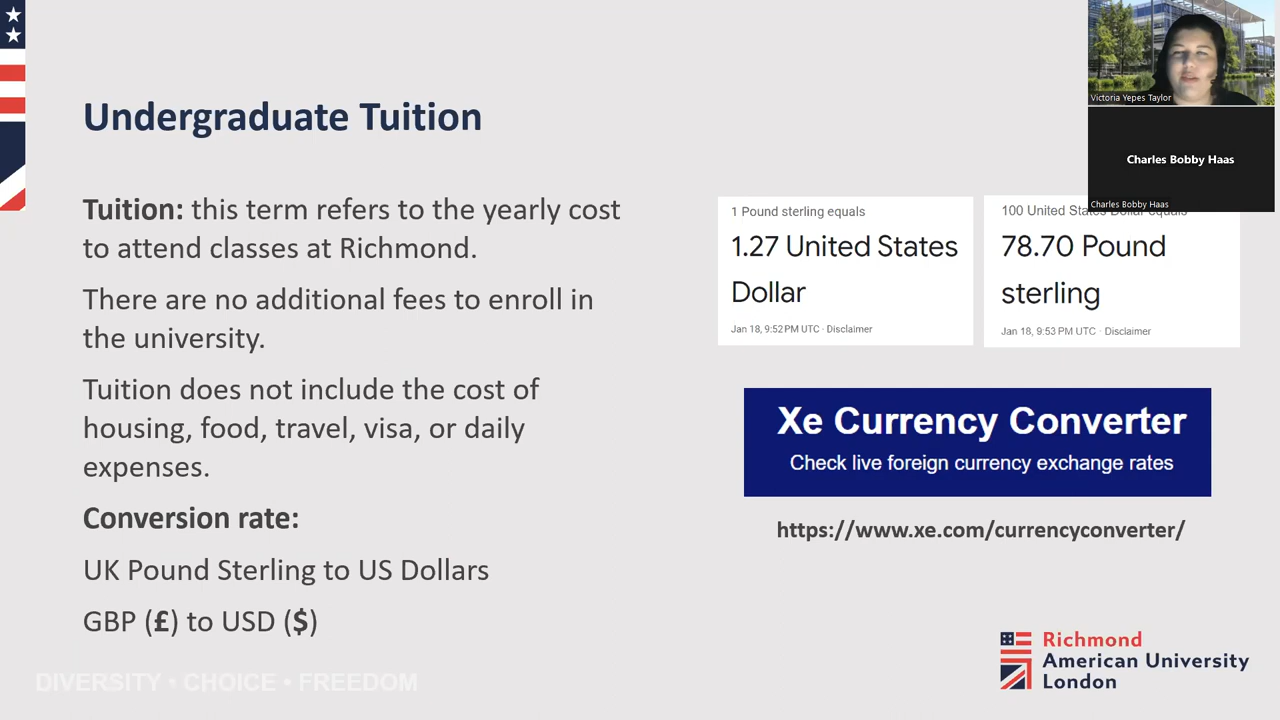 Undergraduate Tuition
Tuition: this term refers to the yearly cost
to attend classes at Richmond.
There are no additional fees to enroll in
the university.
Tuition does not include the cost of
housing, food, travel, visa, or daily
expenses.
Conversion rate:
UK Pound Sterling to US Dollars
GBP (£) to USD ($)
DIVERSITY • CHOICE • FREEDOM
1 Pound sterling equals
1.27 United States
Dollar
Jan 18, 9:52 PM UTC · Disclaimer
100 United States Dollar equals
78.70 Pound
sterling
Jan 18, 9:53 PM UTC · Disclaimer
Xe Currency Converter
Check live foreign currency exchange rates
https://www.xe.com/currencyconverter/
Victoria Yepes Taylor
Charles Bobby Haas
Charles Bobby Haas
Richmond
American University
London